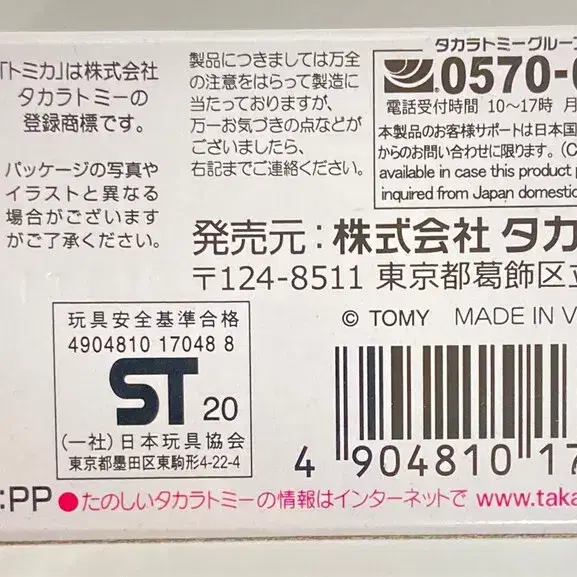 「トミカ」は株式会社
タカラトミーの
登録商標です。
パッケージの写真や
イラストと異なる
場合がございます
がご了承ください。
製品につきましては万全
の注意をはらって製造に
当たっておりますが、
万一お気づきの点などが
ございましたら、
右記までご連絡ください。
タカラトミーグループ
0570-0
電話受付時間 10〜17時 月
本製品のお客様サポートは日本国
からのお問い合わせに限ります。(C
available in case this product p
inquired from Japan domestic
発売元:株式会社 タカ
〒124-8511 東京都葛飾区立
© TOMY MADE IN V
玩具安全基準合格
4904810 17048 8
ST 20
(一社)日本玩具協会
東京都墨田区東駒形4-22-4
4 904810 17
:PP
●たのしいタカラトミーの情報はインターネットで www.taka